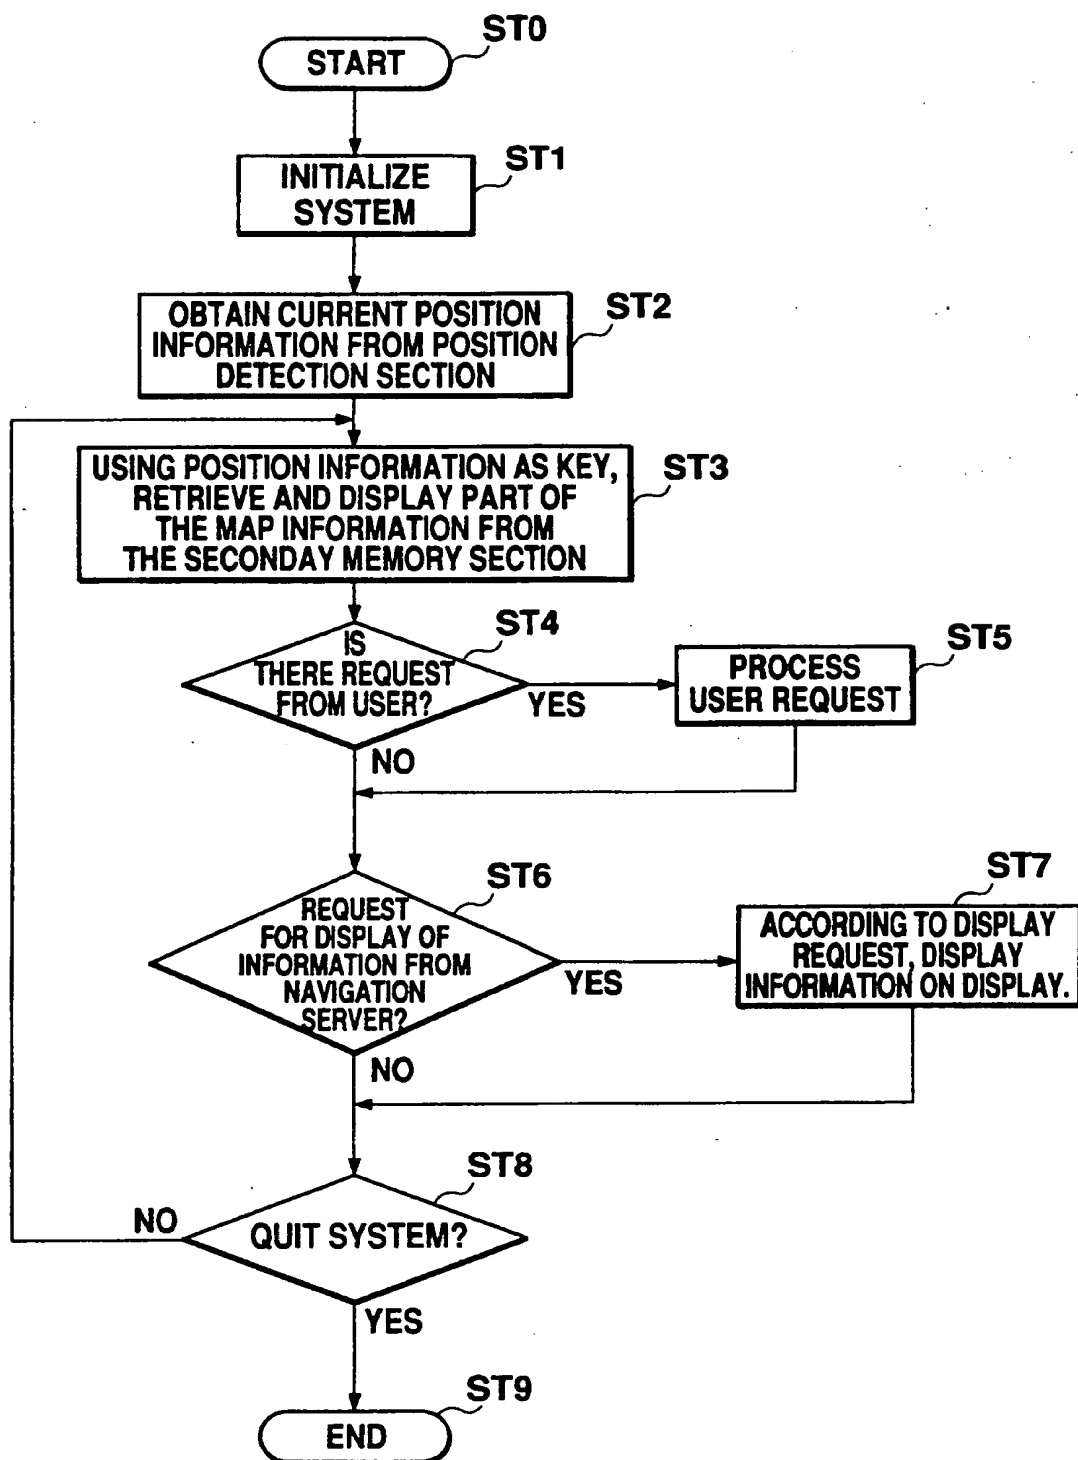 ST0
START
ST1
INITIALIZE
SYSTEM
ST2
OBTAIN CURRENT POSITION
INFORMATION FROM POSITION
DETECTION SECTION
ST3
USING POSITION INFORMATION AS KEY,
RETRIEVE AND DISPLAY PART OF
THE MAP INFORMATION FROM
THE SECONDAY MEMORY SECTION
ST4
IS
THERE REQUEST
FROM USER?
YES
NO
ST5
PROCESS
USER REQUEST
ST6
REQUEST
FOR DISPLAY OF
INFORMATION FROM
NAVIGATION
SERVER?
YES
NO
ST7
ACCORDING TO DISPLAY
REQUEST, DISPLAY
INFORMATION ON DISPLAY.
ST8
QUIT SYSTEM?
NO
YES
ST9
END